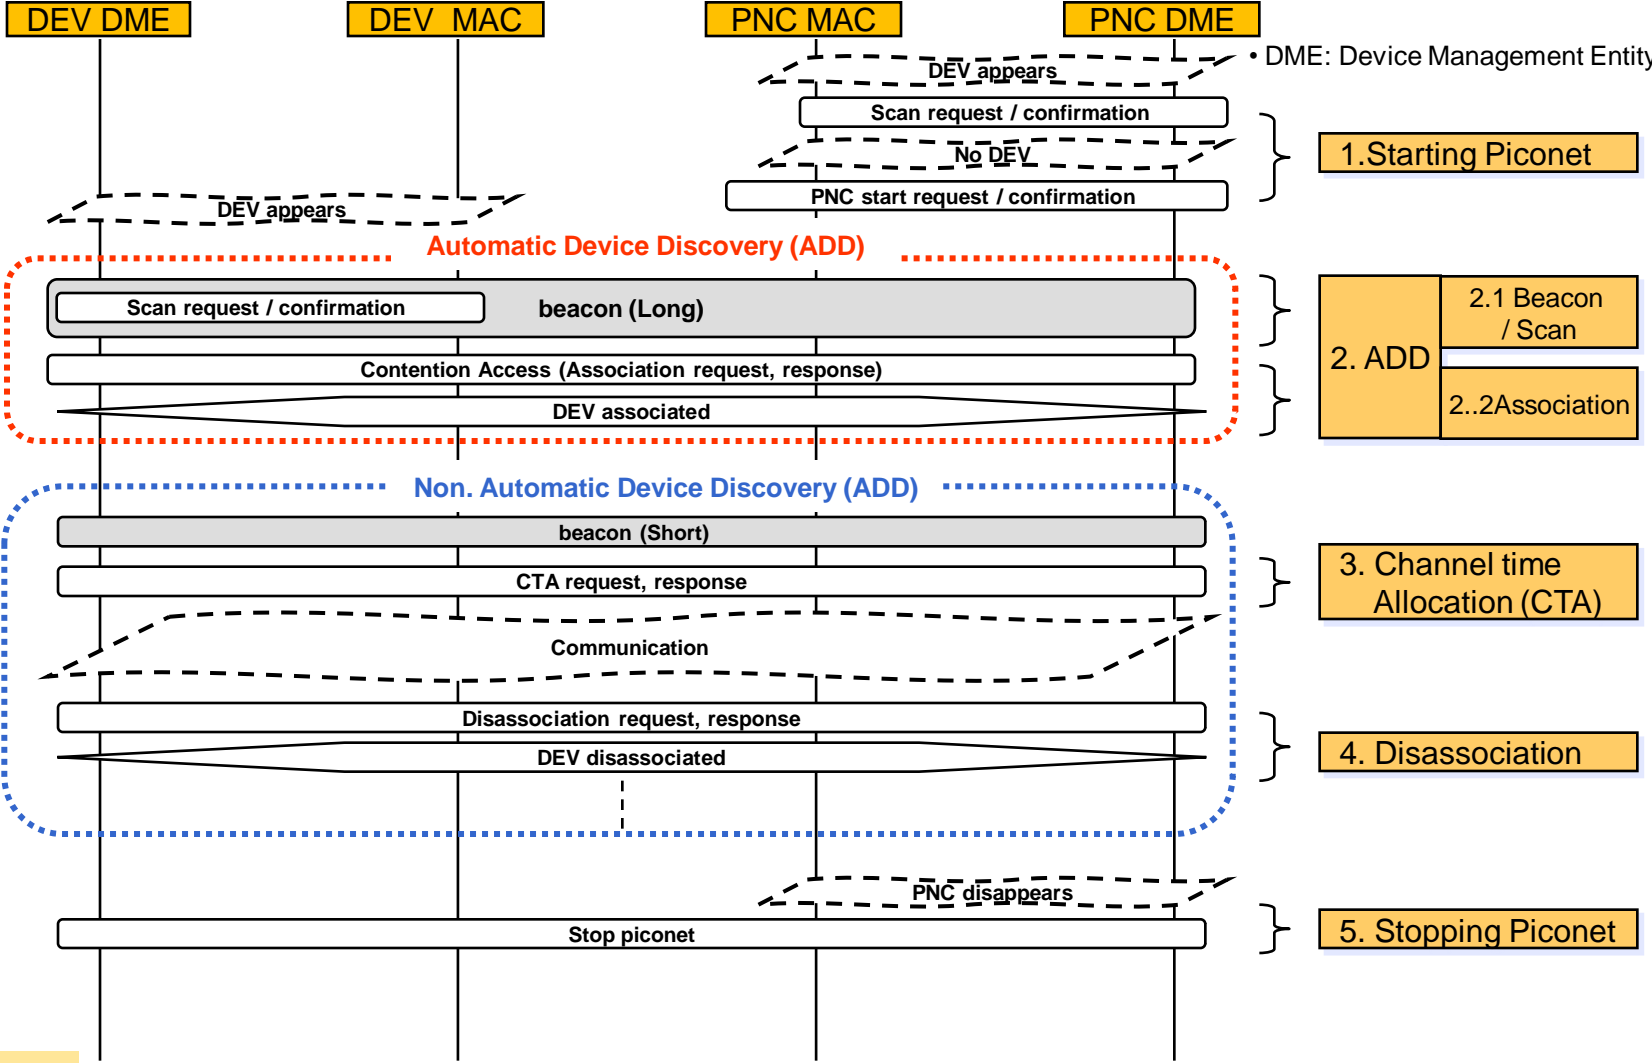 DEV DME
DEV MAC
PNC MAC
PNC DME
• DME: Device Management Entity
DEV appears
Scan request / confirmation
No DEV
PNC start request / confirmation
1.Starting Piconet
DEV appears
Automatic Device Discovery (ADD)
Scan request / confirmation
beacon (Long)
Contention Access (Association request, response)
DEV associated
2. ADD
2.1 Beacon
/ Scan
2..2Association
Non. Automatic Device Discovery (ADD)
beacon (Short)
CTA request, response
3. Channel time
Allocation (CTA)
Communication
Disassociation request, response
DEV disassociated
4. Disassociation
PNC disappears
Stop piconet
5. Stopping Piconet